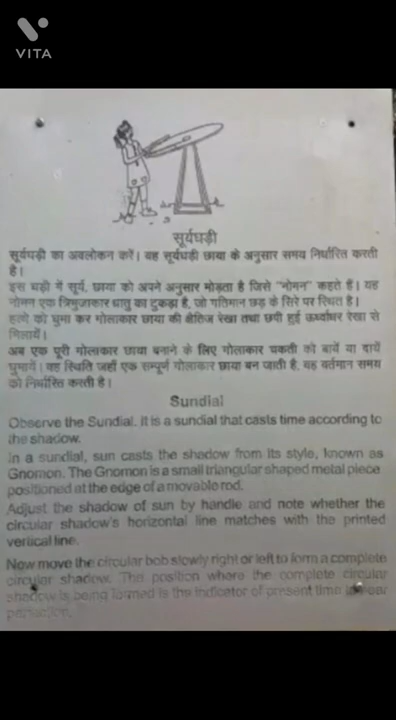 VITA
सूर्यघड़ी
सूर्यघड़ी का अवलोकन करें। यह सूर्यघड़ी छाया के अनुसार समय निर्धारित करती
है।
इस घड़ी में सूर्य, छाया को अपने अनुसार मोड़ता है जिसे "नोमन" कहते हैं। यह
नोमन एक त्रिभुजाकार धातु का टुकड़ा है, जो गतिमान छड़ के सिरे पर स्थित है।
हत्थे को घुमा कर गोलाकार छाया की क्षैतिज रेखा तथा छपी हुई ऊर्ध्वाधर रेखा से
मिलायें।
अब एक पूरी गोलाकार छाया बनाने के लिए गोलाकार चकती को बायें या दायें
घुमायें। वह स्थिति जहाँ एक सम्पूर्ण गोलाकार छाया बन जाती है, यह वर्तमान समय
को निर्धारित करती है।
Sundial
Observe the Sundial. It is a sundial that casts time according to
the shadow.
In a sundial, sun casts the shadow from its style, known as
Gnomon. The Gnomon is a small triangular shaped metal piece
positioned at the edge of a movable rod.
Adjust the shadow of sun by handle and note whether the
circular shadow's horizontal line matches with the printed
vertical line.
Now move the circular bob slowly right or left to form a complete
circular shadow. The position where the complete circular
shadow is being formed is the indicator of present time